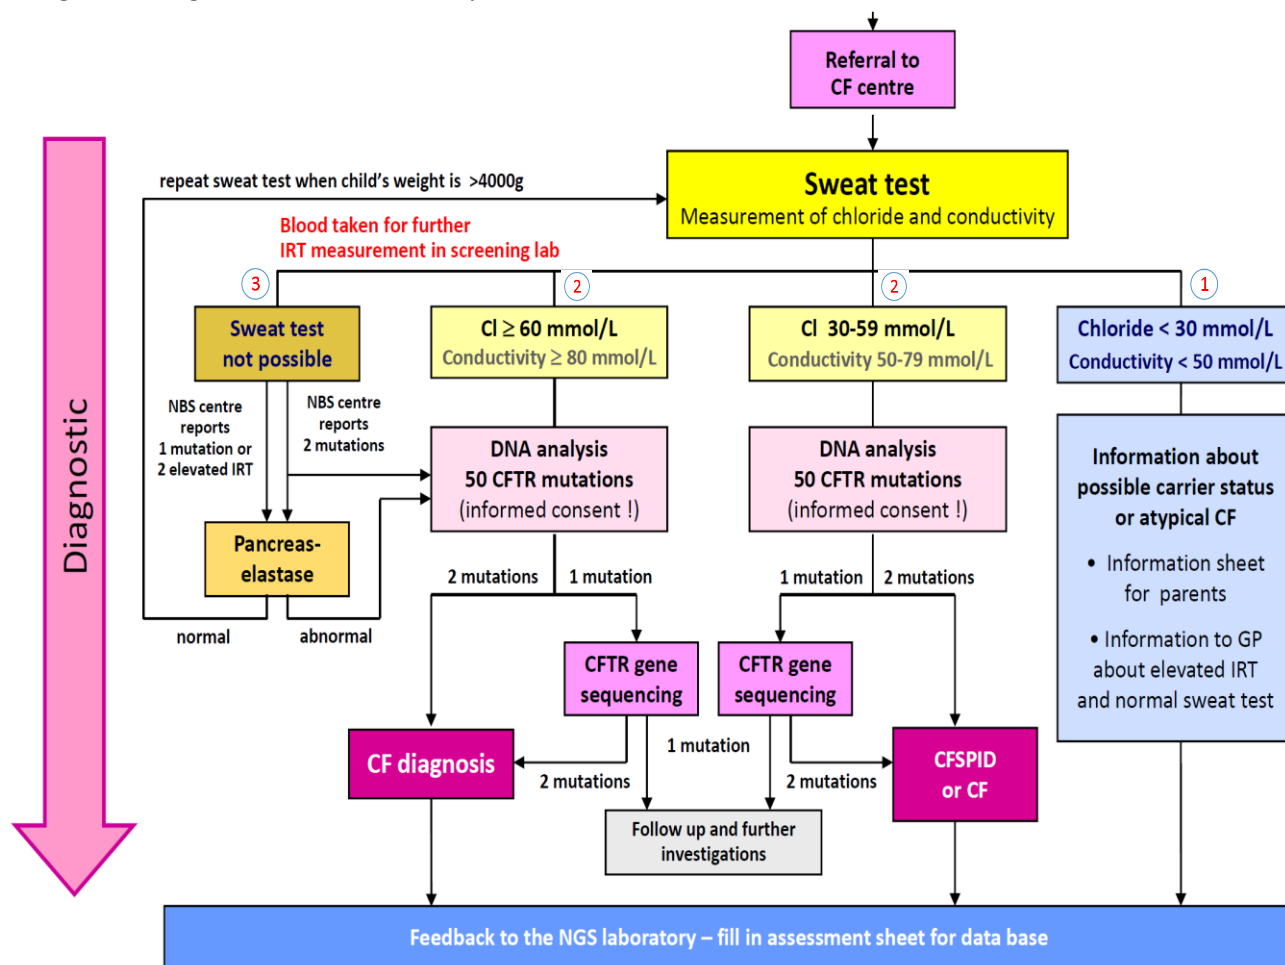 Referral to
CF centre
Diagnostic
repeat sweat test when child's weight is >4000g
Sweat test
Measurement of chloride and conductivity
Blood taken for further
IRT measurement in screening lab
3
2
2
1
Sweat test
not possible
Cl ≥ 60 mmol/L
Conductivity ≥ 80 mmol/L
Cl 30-59 mmol/L
Conductivity 50-79 mmol/L
Chloride < 30 mmol/L
Conductivity < 50 mmol/L
NBS centre
reports
1 mutation or
2 elevated IRT
NBS centre
reports
2 mutations
DNA analysis
50 CFTR mutations
(informed consent !)
DNA analysis
50 CFTR mutations
(informed consent !)
Information about
possible carrier status
or atypical CF
• Information sheet
for parents
• Information to GP
about elevated IRT
and normal sweat test
Pancreas-
elastase
normal
abnormal
2 mutations
1 mutation
1 mutation
2 mutations
CFTR gene
sequencing
CFTR gene
sequencing
CF diagnosis
2 mutations
1 mutation
2 mutations
CFSPID
or CF
Follow up and further
investigations
Feedback to the NGS laboratory – fill in assessment sheet for data base